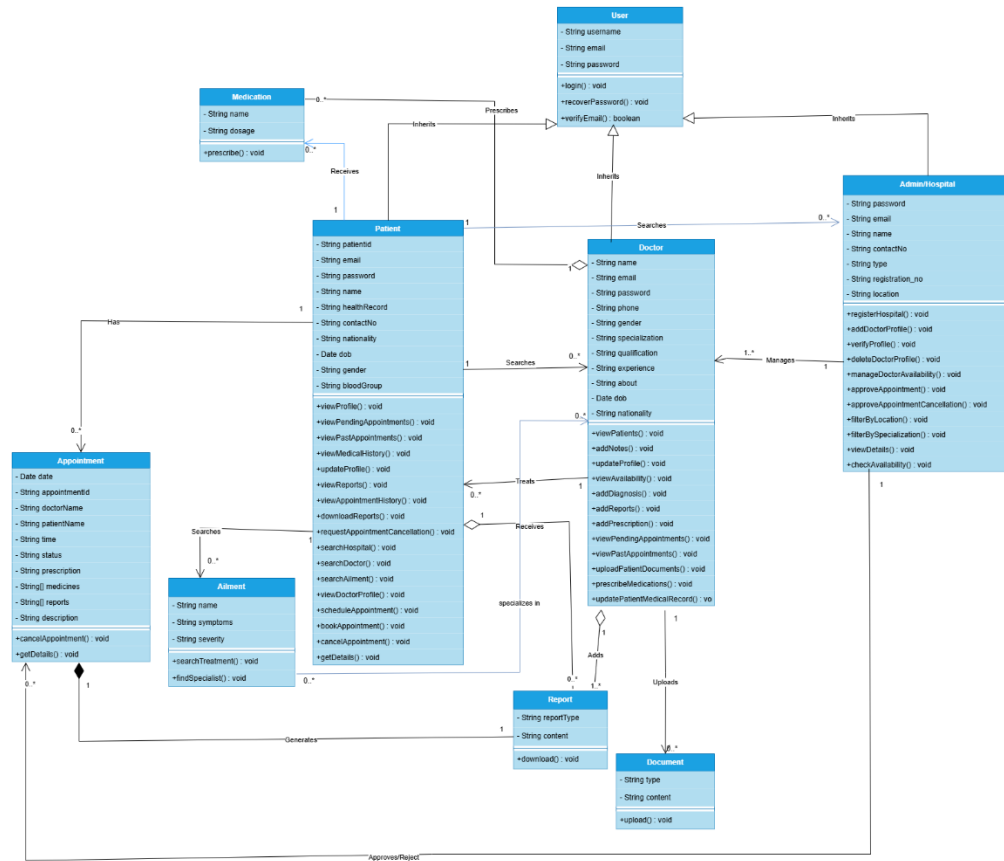 User
- String username
- String email
- String password
+login() : void
+recoverPassword() : void
+verifyEmail() : boolean
Medication
- String name
- String dosage
+prescribe() : void
0..*
Prescribes
Inherits
Inherits
Inherits
0..*
Receives
1
Patient
- String patientid
- String email
- String password
- String name
- String healthRecord
- String contactNo
- String nationality
- Date dob
- String gender
- String bloodGroup
+viewProfile() : void
+viewPendingAppointments() : void
+viewPastAppointments() : void
+viewMedicalHistory() : void
+updateProfile() : void
+viewReports() : void
+viewAppointmentHistory() : void
+downloadReports() : void
+requestAppointmentCancellation() : void
+searchHospital() : void
+searchDoctor() : void
+searchAilment() : void
+viewDoctorProfile() : void
+scheduleAppointment() : void
+bookAppointment() : void
+cancelAppointment() : void
+getDetails() : void
1
Searches
0..*
Admin/Hospital
- String password
- String email
- String name
- String contactNo
- String type
- String registration_no
- String location
+registerHospital() : void
+addDoctorProfile() : void
+verifyProfile() : void
+deleteDoctorProfile() : void
+manageDoctorAvailability() : void
+approveAppointment() : void
+approveAppointmentCancellation() : void
+filterByLocation() : void
+filterBySpecialization() : void
+viewDetails() : void
+checkAvailability() : void
Doctor
- String name
- String email
- String password
- String phone
- String gender
- String specialization
- String qualification
- String experience
- String about
- Date dob
- String nationality
+viewPatients() : void
+addNotes() : void
+updateProfile() : void
+viewAvailability() : void
+addDiagnosis() : void
+addReports() : void
+addPrescription() : void
+viewPendingAppointments() : void
+viewPastAppointments() : void
+uploadPatientDocuments() : void
+prescribeMedications() : void
+updatePatientMedicalRecord() : vo
1
1
Has
0..*
1
Searches
0..*
1..*
Manages
1
0..*
Treats
1
0..*
1
Receives
0..*
Appointment
- Date date
- String appointmentId
- String doctorName
- String patientName
- String time
- String status
- String prescription
- String[] medicines
- String[] reports
- String description
+cancelAppointment() : void
+getDetails() : void
Searches
1
0..*
Ailment
- String name
- String symptoms
- String severity
+searchTreatment() : void
+findSpecialist() : void
specializes in
0..*
1
Adds
1..*
1
Uploads
0..*
Report
- String reportType
- String content
+download() : void
Document
- String type
- String content
+upload() : void
1
Generates
1
0..*
1
Approves/Reject